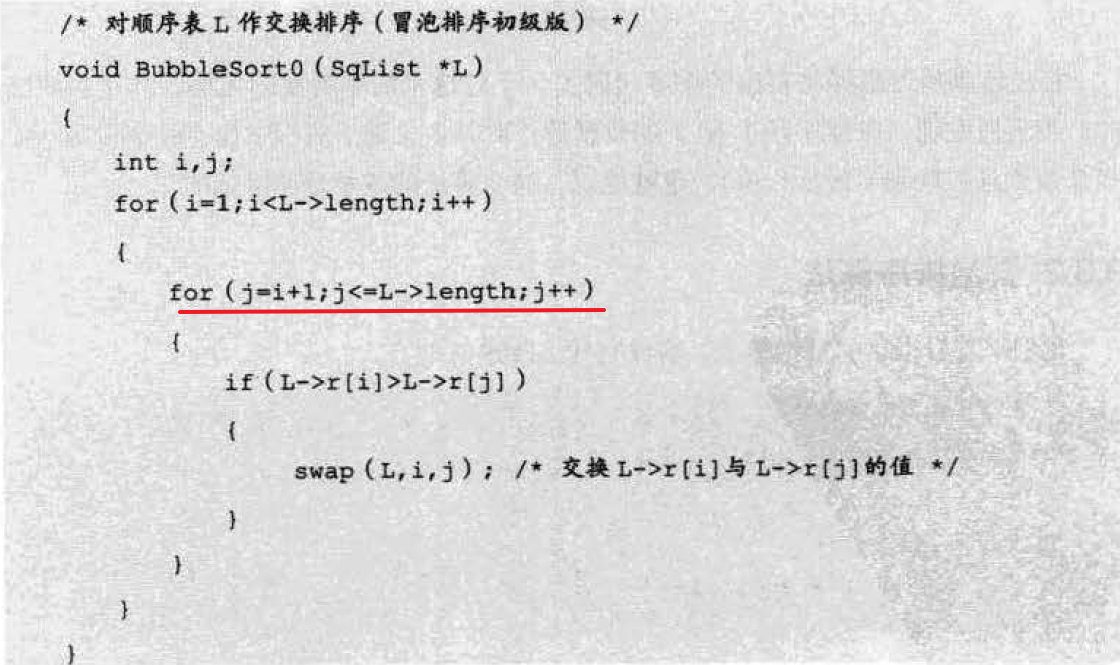 /* 对顺序表 L 作交换排序（冒泡排序初级版） */
void BubbleSort0（SqList *L）
{
int i,j;
for（i=1;i<L->length;i++）
{
for（j=i+1;j<=L->length;j++）
{
if（L->r[i]>L->r[j]）
{
swap（L,i,j）; /* 交换 L->r[i]与 L->r[j]的值 */
}
}
}
}